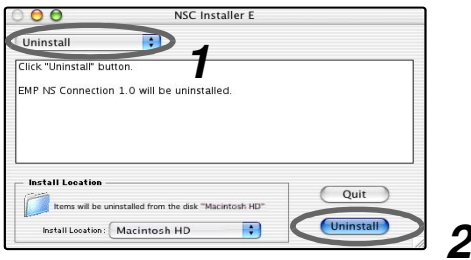 NSC Installer E
Uninstall
1
Click "Uninstall" button.
EMP NS Connection 1.0 will be uninstalled.
Install Location
Items will be uninstalled from the disk "Macintosh HD"
Install Location: Macintosh HD
Quit
Uninstall
2